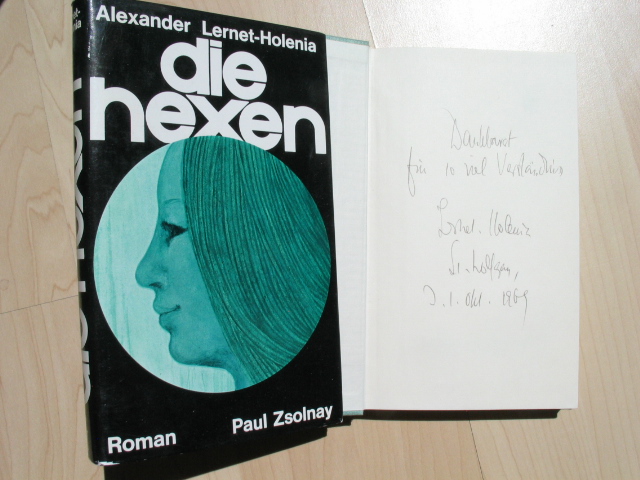 Alexander Lernet-Holenia
die
hexen
Roman
Paul Zsolnay
Dankbarst
für so viel Verständnis
Lernet-Holenia
St. Wolfgang,
d. 1. Okt. 1969